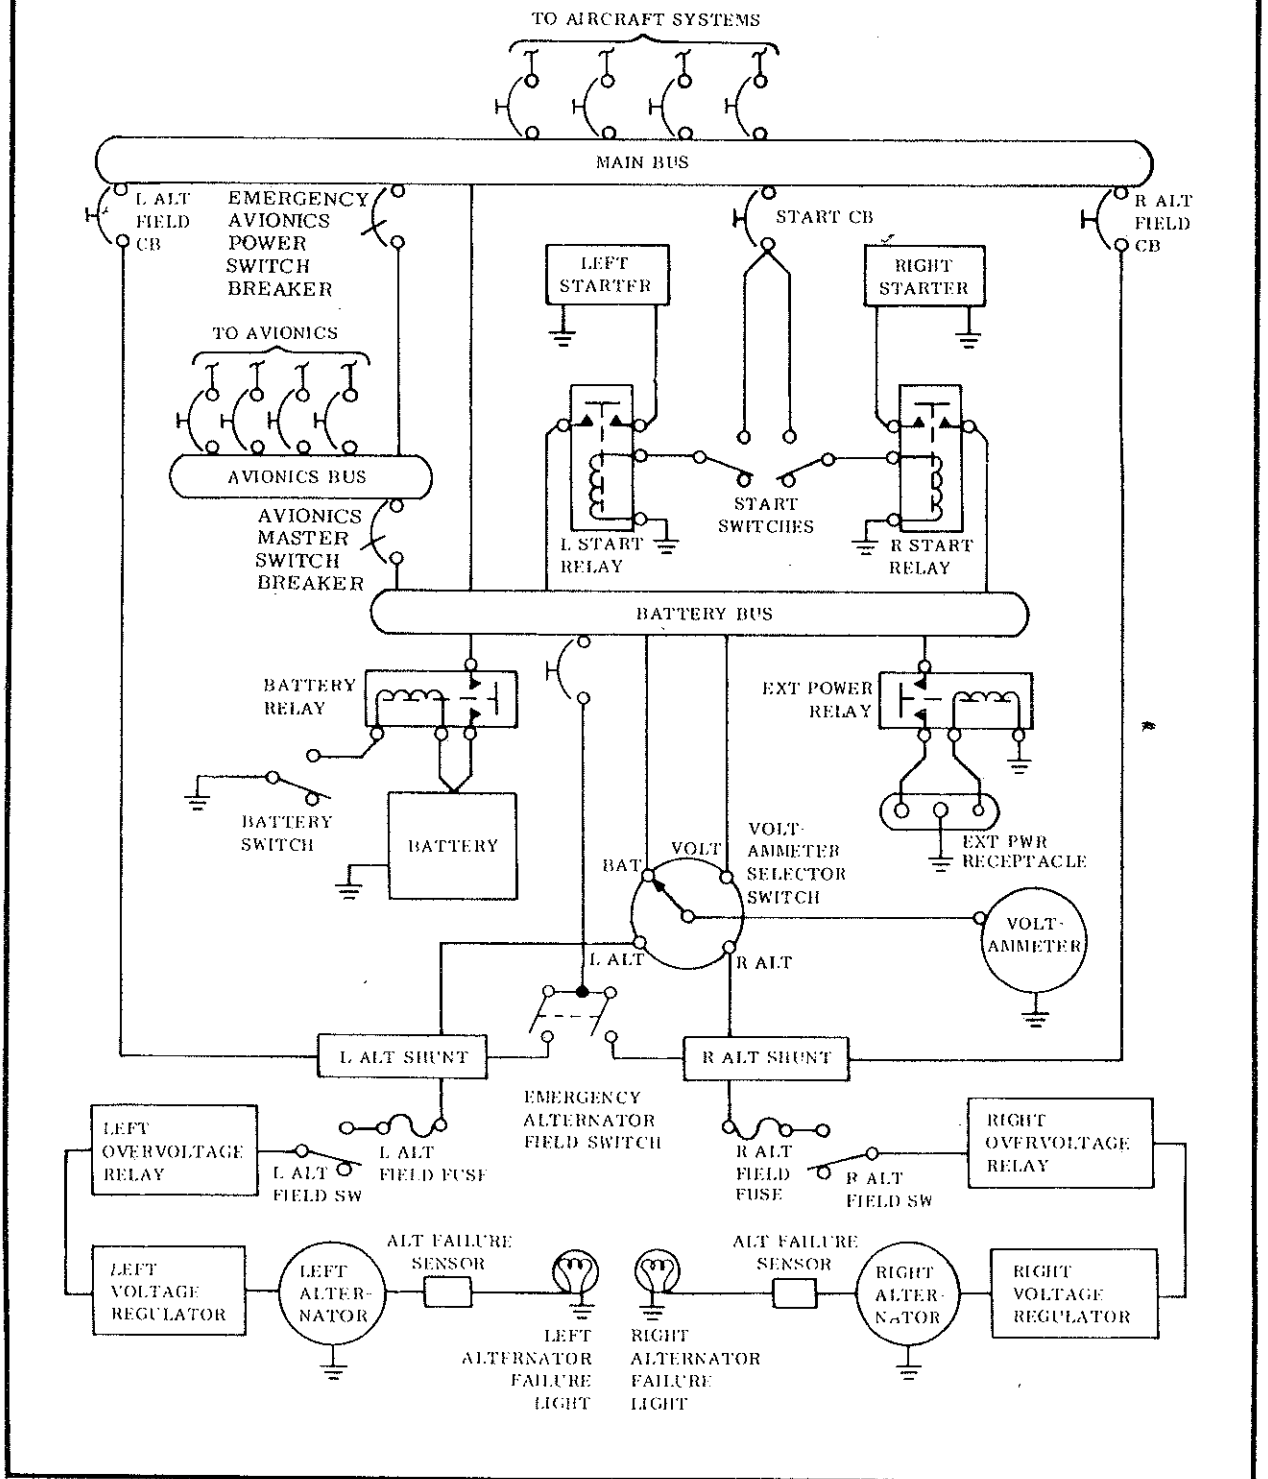 TO AIRCRAFT SYSTEMS
MAIN BUS
L ALT
FIELD
CB
EMERGENCY
AVIONICS
POWER
SWITCH
BREAKER
START CB
R ALT
FIELD
CB
LEFT
STARTER
RIGHT
STARTER
TO AVIONICS
AVIONICS BUS
START
SWITCHES
AVIONICS
MASTER
SWITCH
BREAKER
L START
RELAY
R START
RELAY
BATTERY BUS
BATTERY
RELAY
EXT POWER
RELAY
BATTERY
SWITCH
BATTERY
BAT
VOLT
VOLT-
AMMETER
SELECTOR
SWITCH
EXT PWR
RECEPTACLE
VOLT-
AMMETER
L ALT
R ALT
L ALT SHUNT
R ALT SHUNT
EMERGENCY
ALTERNATOR
FIELD SWITCH
LEFT
OVERVOLTAGE
RELAY
L ALT
FIELD SW
L ALT
FIELD FUSE
R ALT
FIELD
FUSE
R ALT
FIELD SW
RIGHT
OVERVOLTAGE
RELAY
LEFT
VOLTAGE
REGULATOR
LEFT
ALTER-
NATOR
ALT FAILURE
SENSOR
ALT FAILURE
SENSOR
RIGHT
ALTER-
NATOR
RIGHT
VOLTAGE
REGULATOR
LEFT
ALTERNATOR
FAILURE
LIGHT
RIGHT
ALTERNATOR
FAILURE
LIGHT